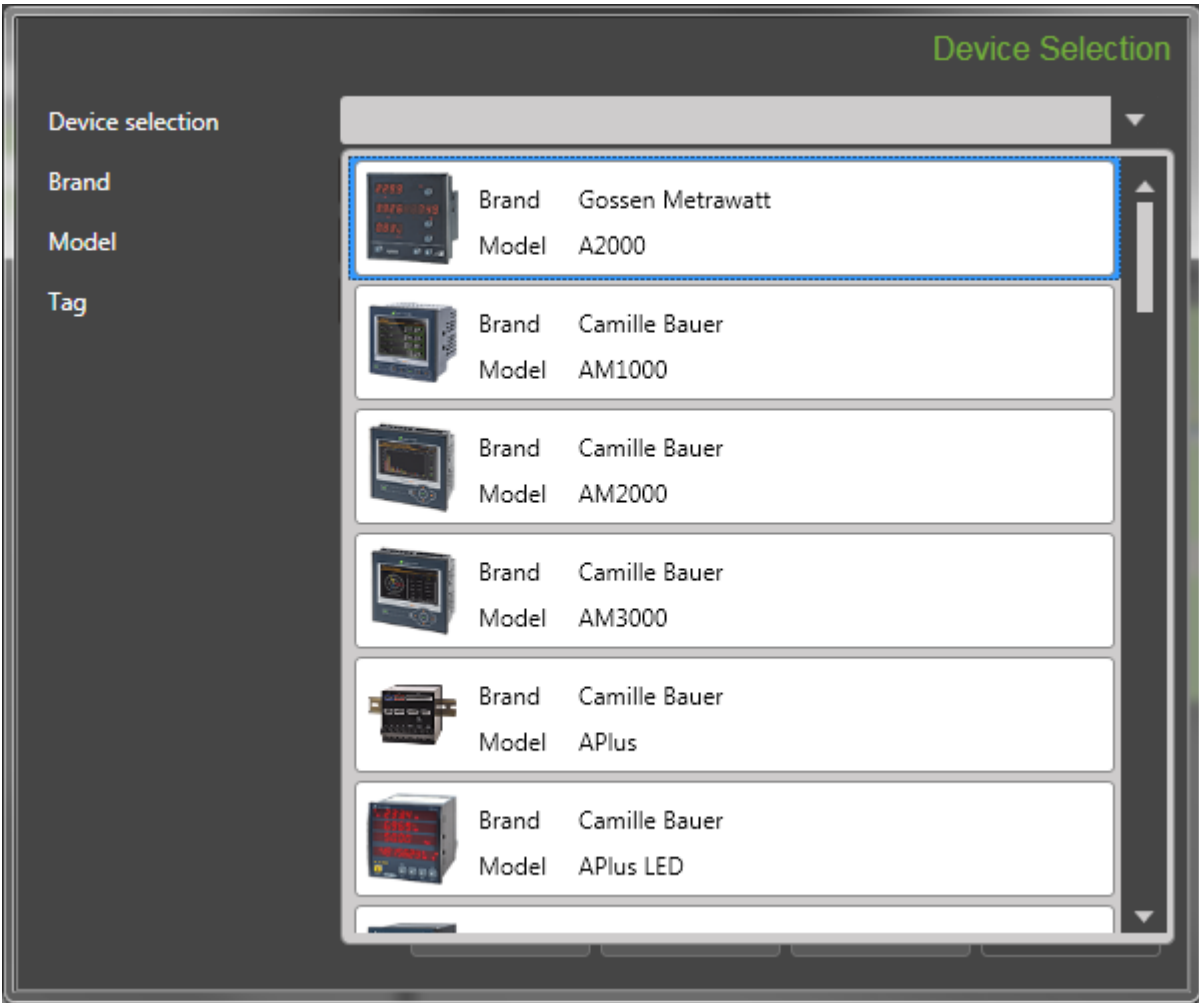 Device Selection
Device selection
Brand
Model
Tag
Brand Gossen Metrawatt
Model A2000
Brand Camille Bauer
Model AM1000
Brand Camille Bauer
Model AM2000
Brand Camille Bauer
Model AM3000
Brand Camille Bauer
Model APlus
Brand Camille Bauer
Model APlus LED